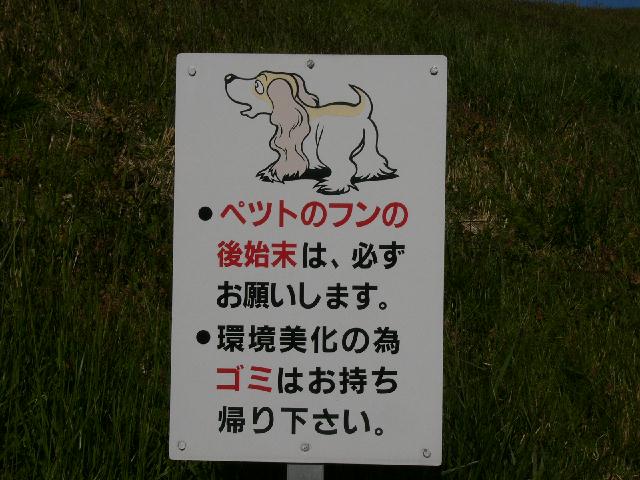 ●ペットのフンの
後始末は、必ず
お願いします。
●環境美化の為
ゴミはお持ち
帰り下さい。